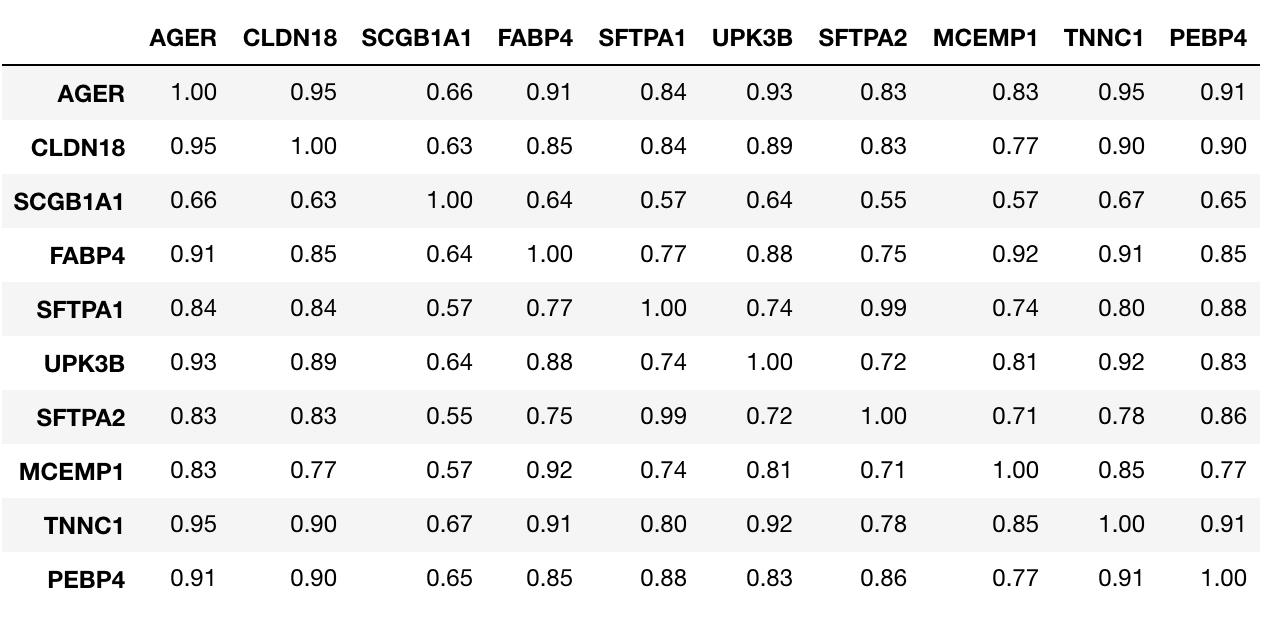 AGER CLDN18 SCGB1A1 FABP4 SFTPA1 UPK3B SFTPA2 MCEMP1 TNNC1 PEBP4
AGER 1.00 0.95 0.66 0.91 0.84 0.93 0.83 0.83 0.95 0.91
CLDN18 0.95 1.00 0.63 0.85 0.84 0.89 0.83 0.77 0.90 0.90
SCGB1A1 0.66 0.63 1.00 0.64 0.57 0.64 0.55 0.57 0.67 0.65
FABP4 0.91 0.85 0.64 1.00 0.77 0.88 0.75 0.92 0.91 0.85
SFTPA1 0.84 0.84 0.57 0.77 1.00 0.74 0.99 0.74 0.80 0.88
UPK3B 0.93 0.89 0.64 0.88 0.74 1.00 0.72 0.81 0.92 0.83
SFTPA2 0.83 0.83 0.55 0.75 0.99 0.72 1.00 0.71 0.78 0.86
MCEMP1 0.83 0.77 0.57 0.92 0.74 0.81 0.71 1.00 0.85 0.77
TNNC1 0.95 0.90 0.67 0.91 0.80 0.92 0.78 0.85 1.00 0.91
PEBP4 0.91 0.90 0.65 0.85 0.88 0.83 0.86 0.77 0.91 1.00